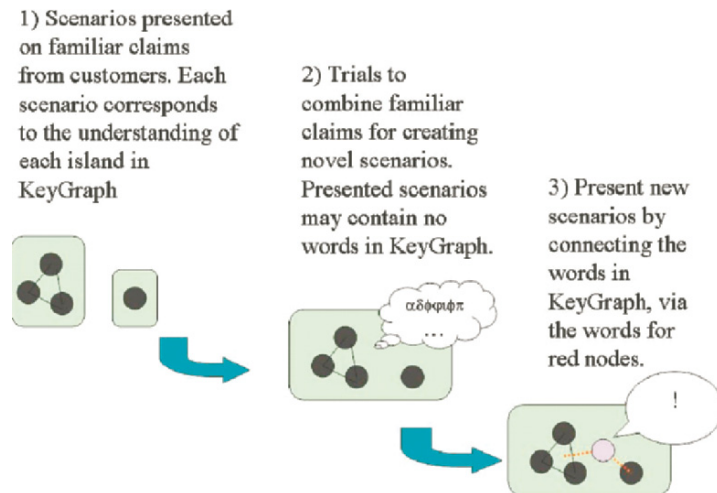 1) Scenarios presented
on familiar claims
from customers. Each
scenario corresponds
to the understanding of
each island in
KeyGraph
2) Trials to
combine familiar
claims for creating
novel scenarios.
Presented scenarios
may contain no
words in KeyGraph.
αδφφιφπ
...
3) Present new
scenarios by
connecting the
words in
KeyGraph, via
the words for
red nodes.
!